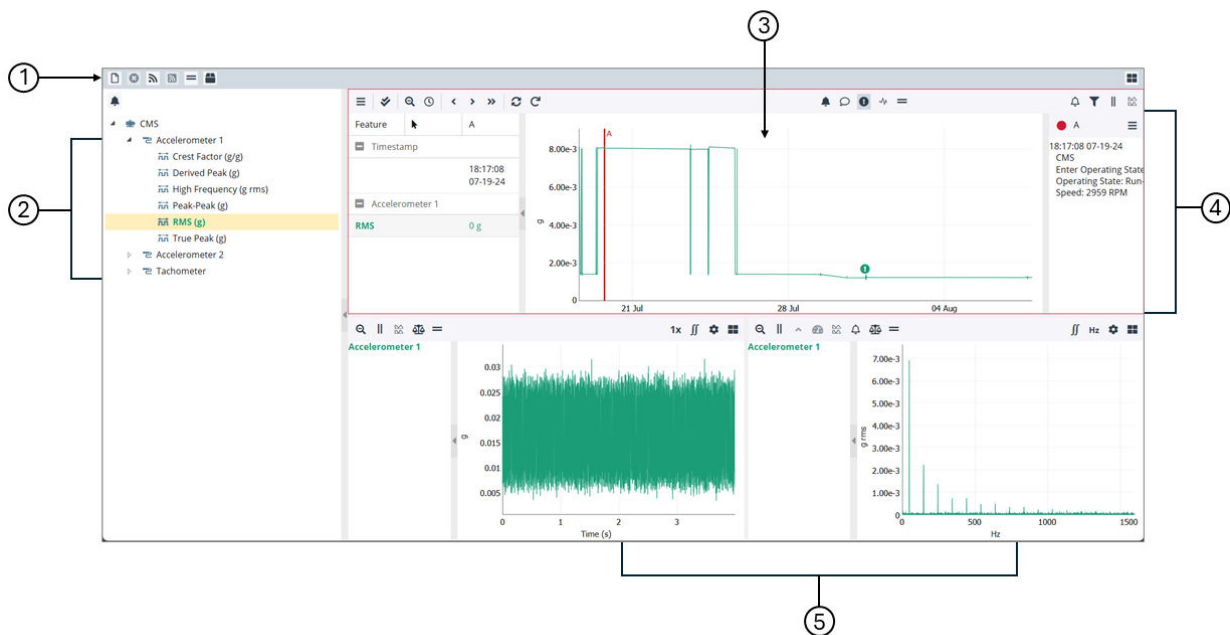 3
1
CMS
Accelerometer 1
Crest Factor (g/g)
Derived Peak (g)
High Frequency (g rms)
Peak-Peak (g)
RMS (g)
True Peak (g)
Accelerometer 2
Tachometer
2
Feature A
Timestamp
18:17:08
07-19-24
Accelerometer 1
RMS 0 g
A
8.00e-3
6.00e-3
4.00e-3
2.00e-3
0
g
21 Jul 28 Jul 04 Aug
A
18:17:08 07-19-24
CMS
Enter Operating State
Operating State: Run-
Speed: 2959 RPM
4
1x
Accelerometer 1
0.03
0.025
0.02
0.015
0.01
0.005
g
0 1 2 3
Time (s)
Hz
Accelerometer 1
7.00e-3
6.00e-3
5.00e-3
4.00e-3
3.00e-3
2.00e-3
1.00e-3
0
g rms
0 500 1000 1500
Hz
5